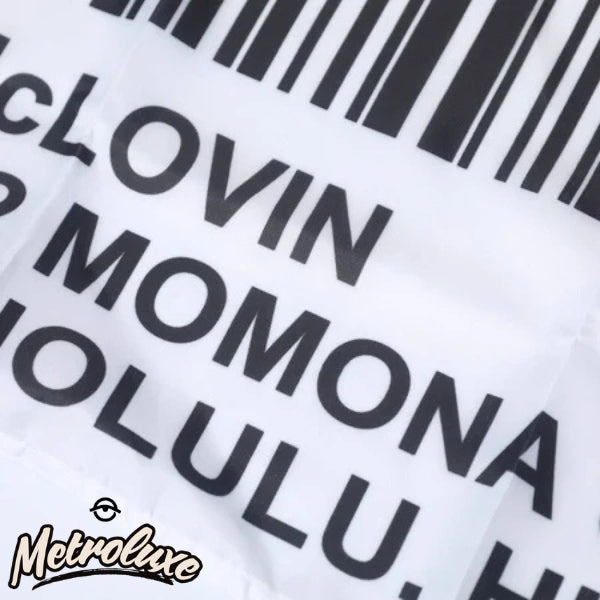 cLOVIN
MOMONA
OLULU, H
Metroluxe